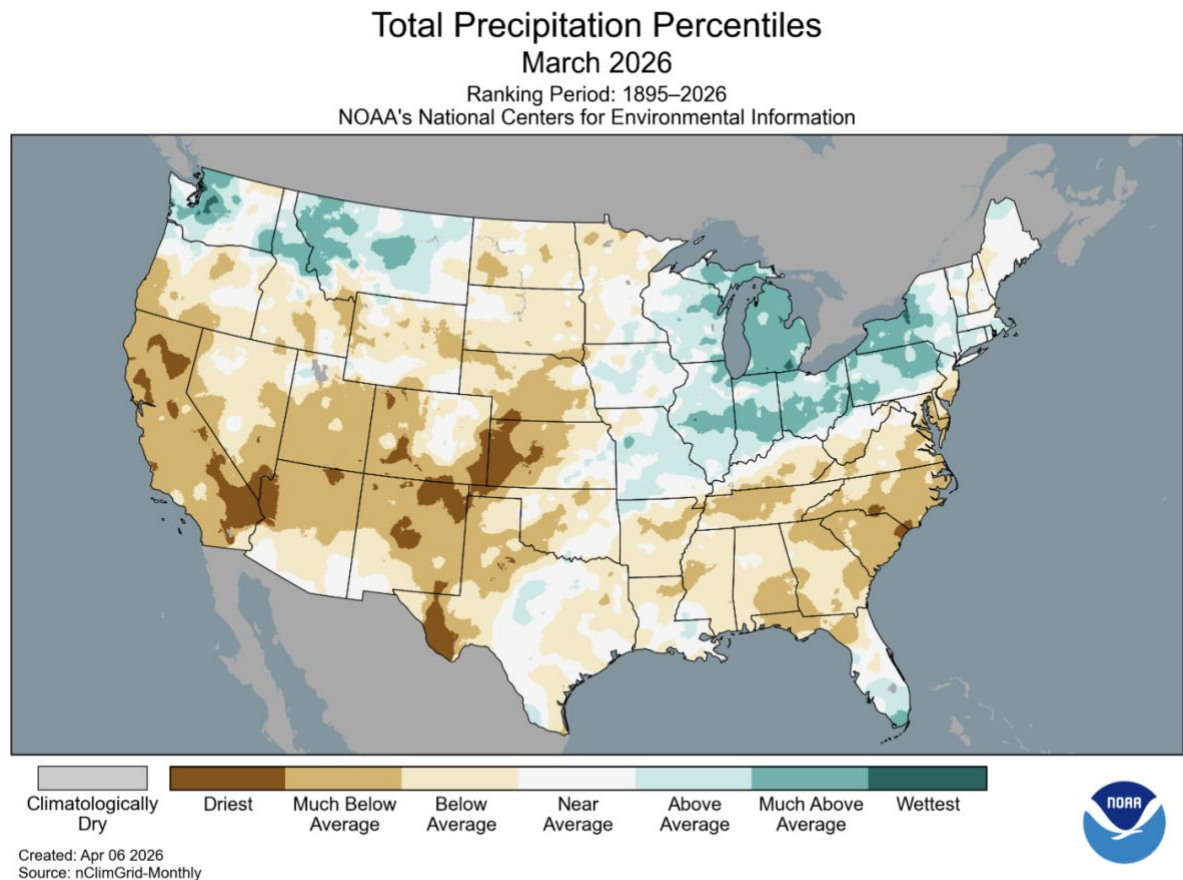 Total Precipitation Percentiles
March 2026
Ranking Period: 1895–2026
NOAA's National Centers for Environmental Information
Climatologically
Dry
Driest
Much Below
Average
Below
Average
Near
Average
Above
Average
Much Above
Average
Wettest
NOAA
Created: Apr 06 2026
Source: nClimGrid-Monthly